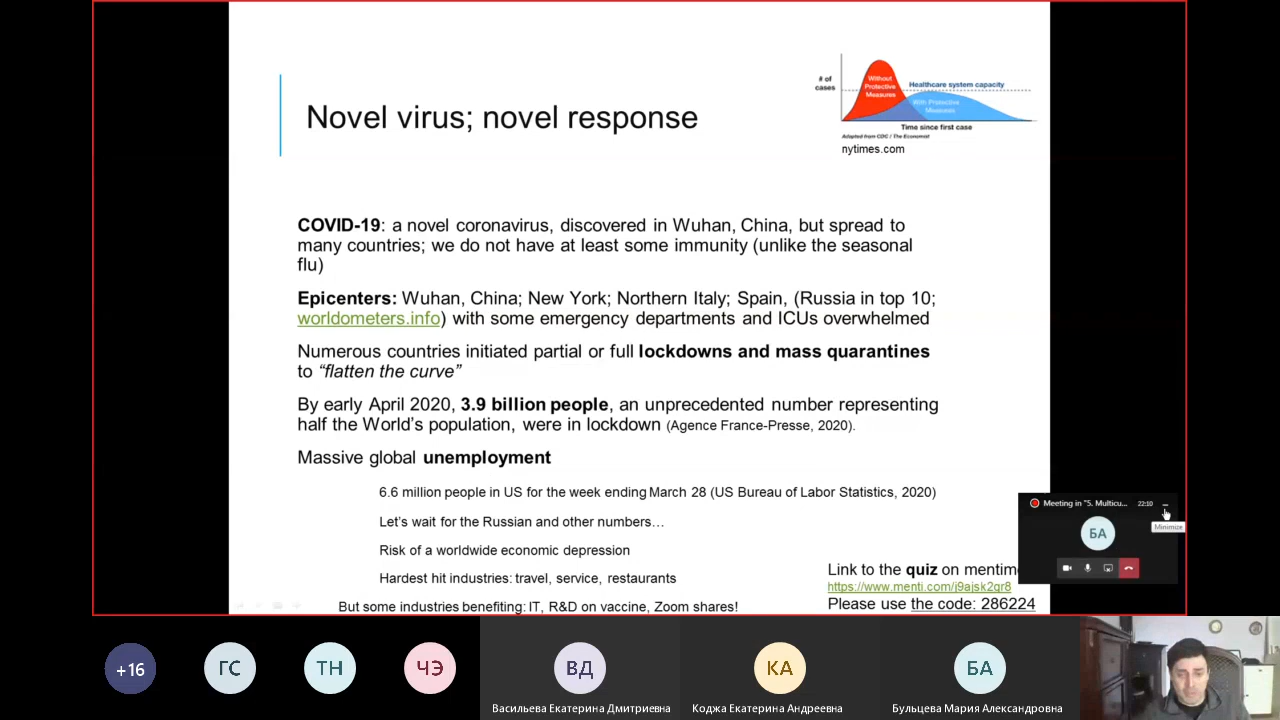 Novel virus; novel response
# of
cases
Without
Protective
Measures
Healthcare system capacity
With Protective
Measures
Time since first case
Adapted from CDC / The Economist
nytimes.com
COVID-19: a novel coronavirus, discovered in Wuhan, China, but spread to
many countries; we do not have at least some immunity (unlike the seasonal
flu)
Epicenters: Wuhan, China; New York; Northern Italy; Spain, (Russia in top 10;
worldometers.info) with some emergency departments and ICUs overwhelmed
Numerous countries initiated partial or full lockdowns and mass quarantines
to “flatten the curve”
By early April 2020, 3.9 billion people, an unprecedented number representing
half the World’s population, were in lockdown (Agence France-Presse, 2020).
Massive global unemployment
6.6 million people in US for the week ending March 28 (US Bureau of Labor Statistics, 2020)
Let’s wait for the Russian and other numbers…
Risk of a worldwide economic depression
Hardest hit industries: travel, service, restaurants
But some industries benefiting: IT, R&D on vaccine, Zoom shares!
Meeting in "5. Multicu... 22:10
Minimize
БА
Link to the quiz on mentim
https://www.menti.com/j9ajsk2gr8
Please use the code: 286224
+16
ГС
ТН
ЧЭ
ВД
КА
БА
Васильева Екатерина Дмитриевна
Коджа Екатерина Андреевна
Бульцева Мария Александровна